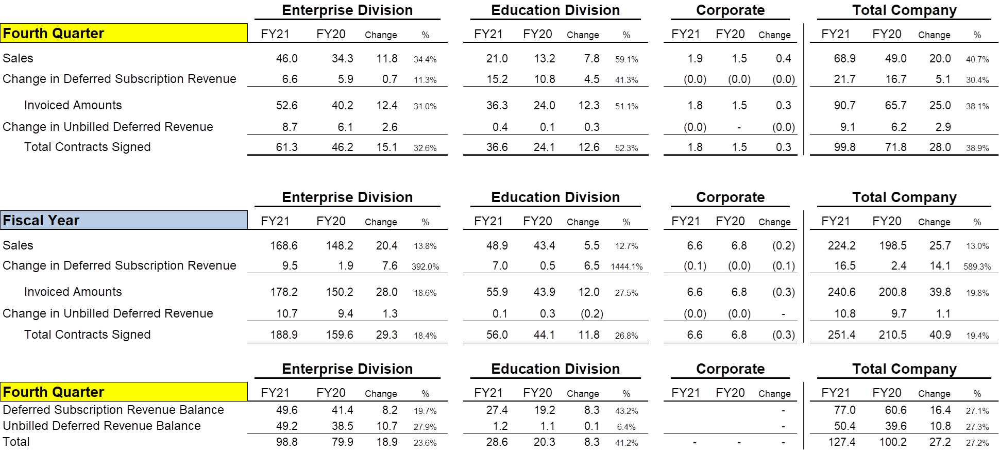 Enterprise Division Education Division Corporate Total Company
Fourth Quarter FY21 FY20 Change % FY21 FY20 Change % FY21 FY20 Change FY21 FY20 Change %
Sales 46.0 34.3 11.8 34.4% 21.0 13.2 7.8 59.1% 1.9 1.5 0.4 68.9 49.0 20.0 40.7%
Change in Deferred Subscription Revenue 6.6 5.9 0.7 11.3% 15.2 10.8 4.5 41.3% (0.0) (0.0) (0.0) 21.7 16.7 5.1 30.4%
Invoiced Amounts 52.6 40.2 12.4 31.0% 36.3 24.0 12.3 51.1% 1.8 1.5 0.3 90.7 65.7 25.0 38.1%
Change in Unbilled Deferred Revenue 8.7 6.1 2.6 0.4 0.1 0.3 (0.0) - (0.0) 9.1 6.2 2.9
Total Contracts Signed 61.3 46.2 15.1 32.6% 36.6 24.1 12.6 52.3% 1.8 1.5 0.3 99.8 71.8 28.0 38.9%
Enterprise Division Education Division Corporate Total Company
Fiscal Year FY21 FY20 Change % FY21 FY20 Change % FY21 FY20 Change FY21 FY20 Change %
Sales 168.6 148.2 20.4 13.8% 48.9 43.4 5.5 12.7% 6.6 6.8 (0.2) 224.2 198.5 25.7 13.0%
Change in Deferred Subscription Revenue 9.5 1.9 7.6 392.0% 7.0 0.5 6.5 1444.1% (0.1) (0.0) (0.1) 16.5 2.4 14.1 589.3%
Invoiced Amounts 178.2 150.2 28.0 18.6% 55.9 43.9 12.0 27.5% 6.6 6.8 (0.3) 240.6 200.8 39.8 19.8%
Change in Unbilled Deferred Revenue 10.7 9.4 1.3 0.1 0.3 (0.2) (0.0) (0.0) - 10.8 9.7 1.1
Total Contracts Signed 188.9 159.6 29.3 18.4% 56.0 44.1 11.8 26.8% 6.6 6.8 (0.3) 251.4 210.5 40.9 19.4%
Enterprise Division Education Division Corporate Total Company
Fourth Quarter FY21 FY20 Change % FY21 FY20 Change % FY21 FY20 Change FY21 FY20 Change %
Deferred Subscription Revenue Balance 49.6 41.4 8.2 19.7% 27.4 19.2 8.3 43.2% - 77.0 60.6 16.4 27.1%
Unbilled Deferred Revenue Balance 49.2 38.5 10.7 27.9% 1.2 1.1 0.1 6.4% - 50.4 39.6 10.8 27.3%
Total 98.8 79.9 18.9 23.6% 28.6 20.3 8.3 41.2% - - - 127.4 100.2 27.2 27.2%